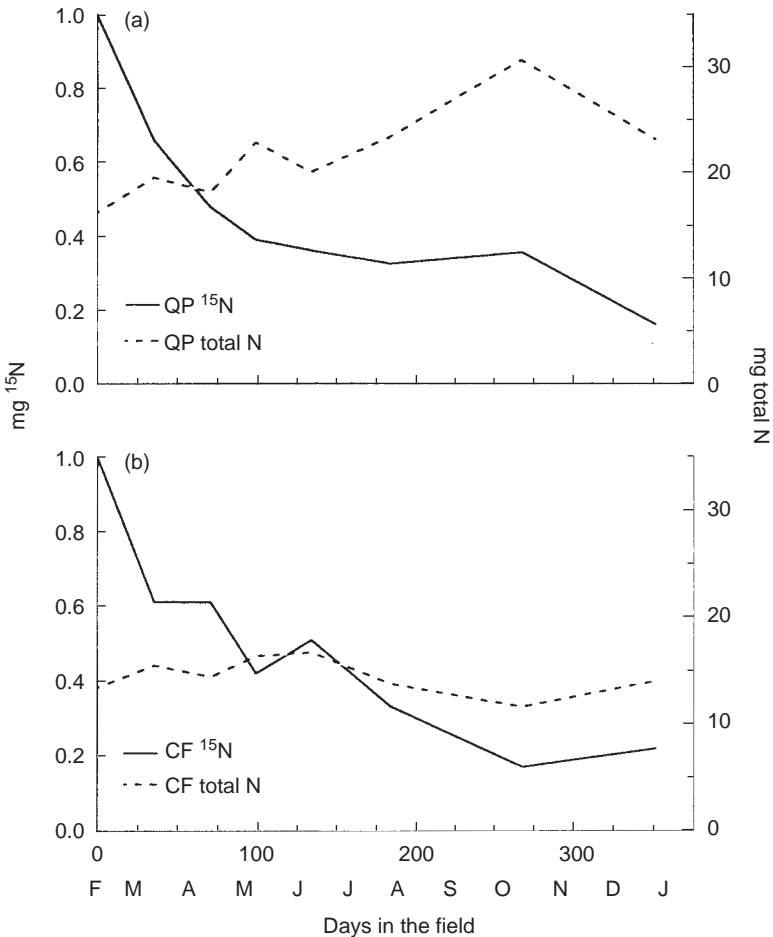 (a)
1.0
0.8
0.6
0.4
0.2
0.0
30
20
10
0
QP ¹⁵N
QP total N
mg ¹⁵N
mg total N
(b)
1.0
0.8
0.6
0.4
0.2
0.0
30
20
10
0
CF ¹⁵N
CF total N
0 100 200 300
F M A M J J A S O N D J
Days in the field